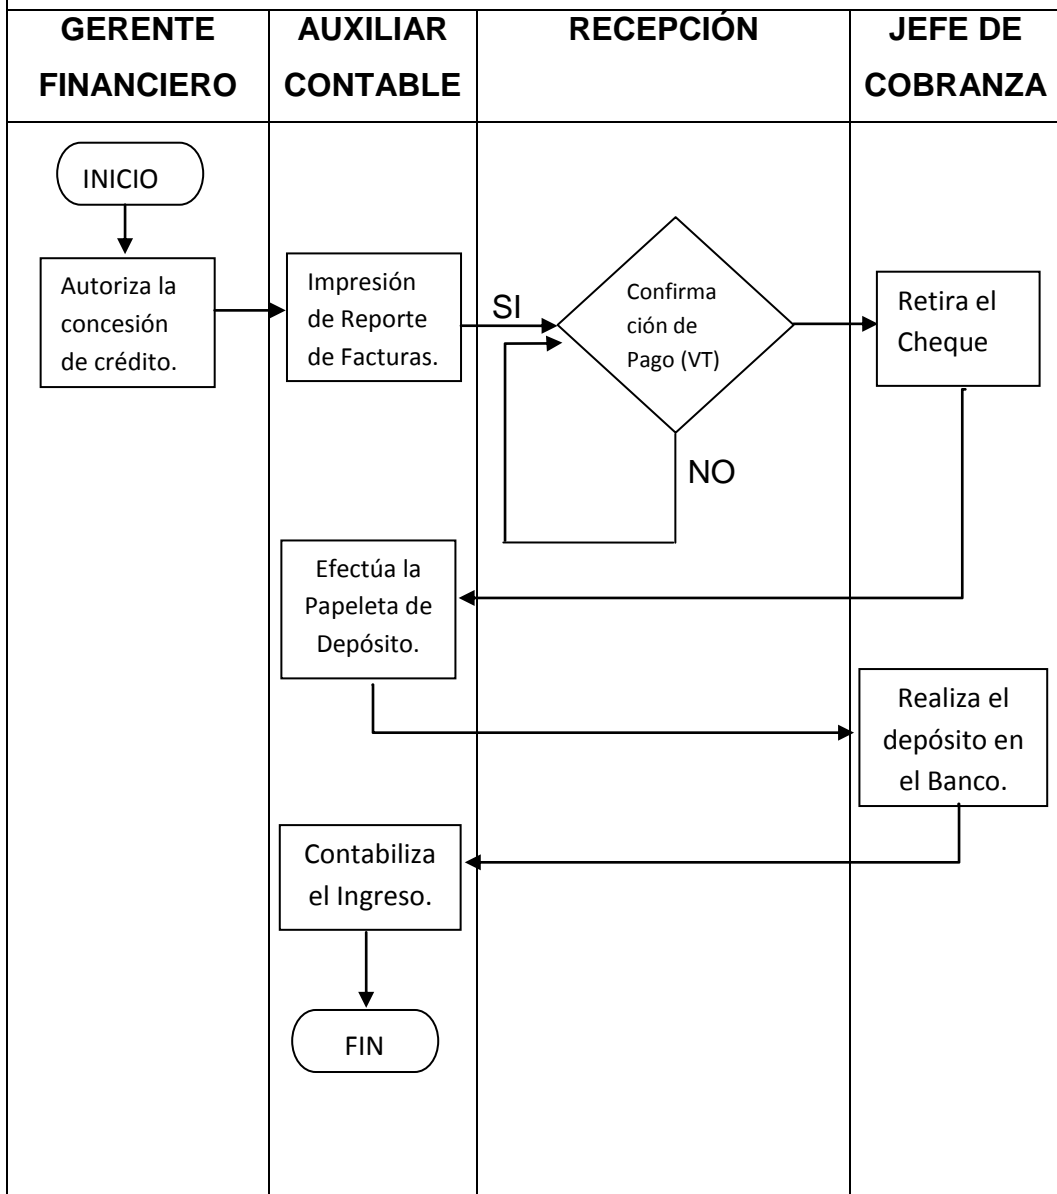 GERENTE
FINANCIERO
AUXILIAR
CONTABLE
RECEPCIÓN
JEFE DE
COBRANZA
INICIO
Autoriza la
concesión
de crédito.
Impresión
de Reporte
de Facturas.
SI
Confirma
ción de
Pago (VT)
NO
Retira el
Cheque
Efectúa la
Papeleta de
Depósito.
Realiza el
depósito en
el Banco.
Contabiliza
el Ingreso.
FIN